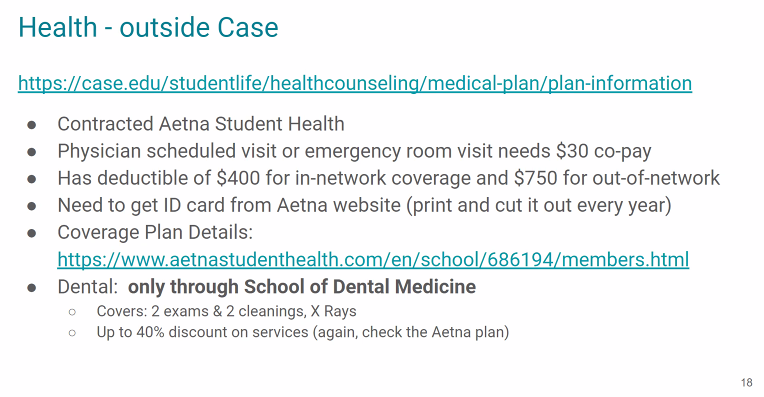 Health - outside Case
https://case.edu/studentlife/healthcounseling/medical-plan/plan-information
● Contracted Aetna Student Health
● Physician scheduled visit or emergency room visit needs $30 co-pay
● Has deductible of $400 for in-network coverage and $750 for out-of-network
● Need to get ID card from Aetna website (print and cut it out every year)
● Coverage Plan Details:
https://www.aetnastudenthealth.com/en/school/686194/members.html
● Dental:  only through School of Dental Medicine
○ Covers: 2 exams & 2 cleanings, X Rays
○ Up to 40% discount on services (again, check the Aetna plan)
18